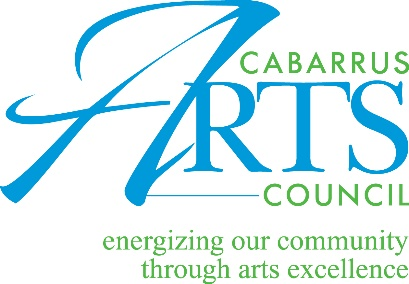 CABARRUS
ARTS
COUNCIL
energizing our community
through arts excellence